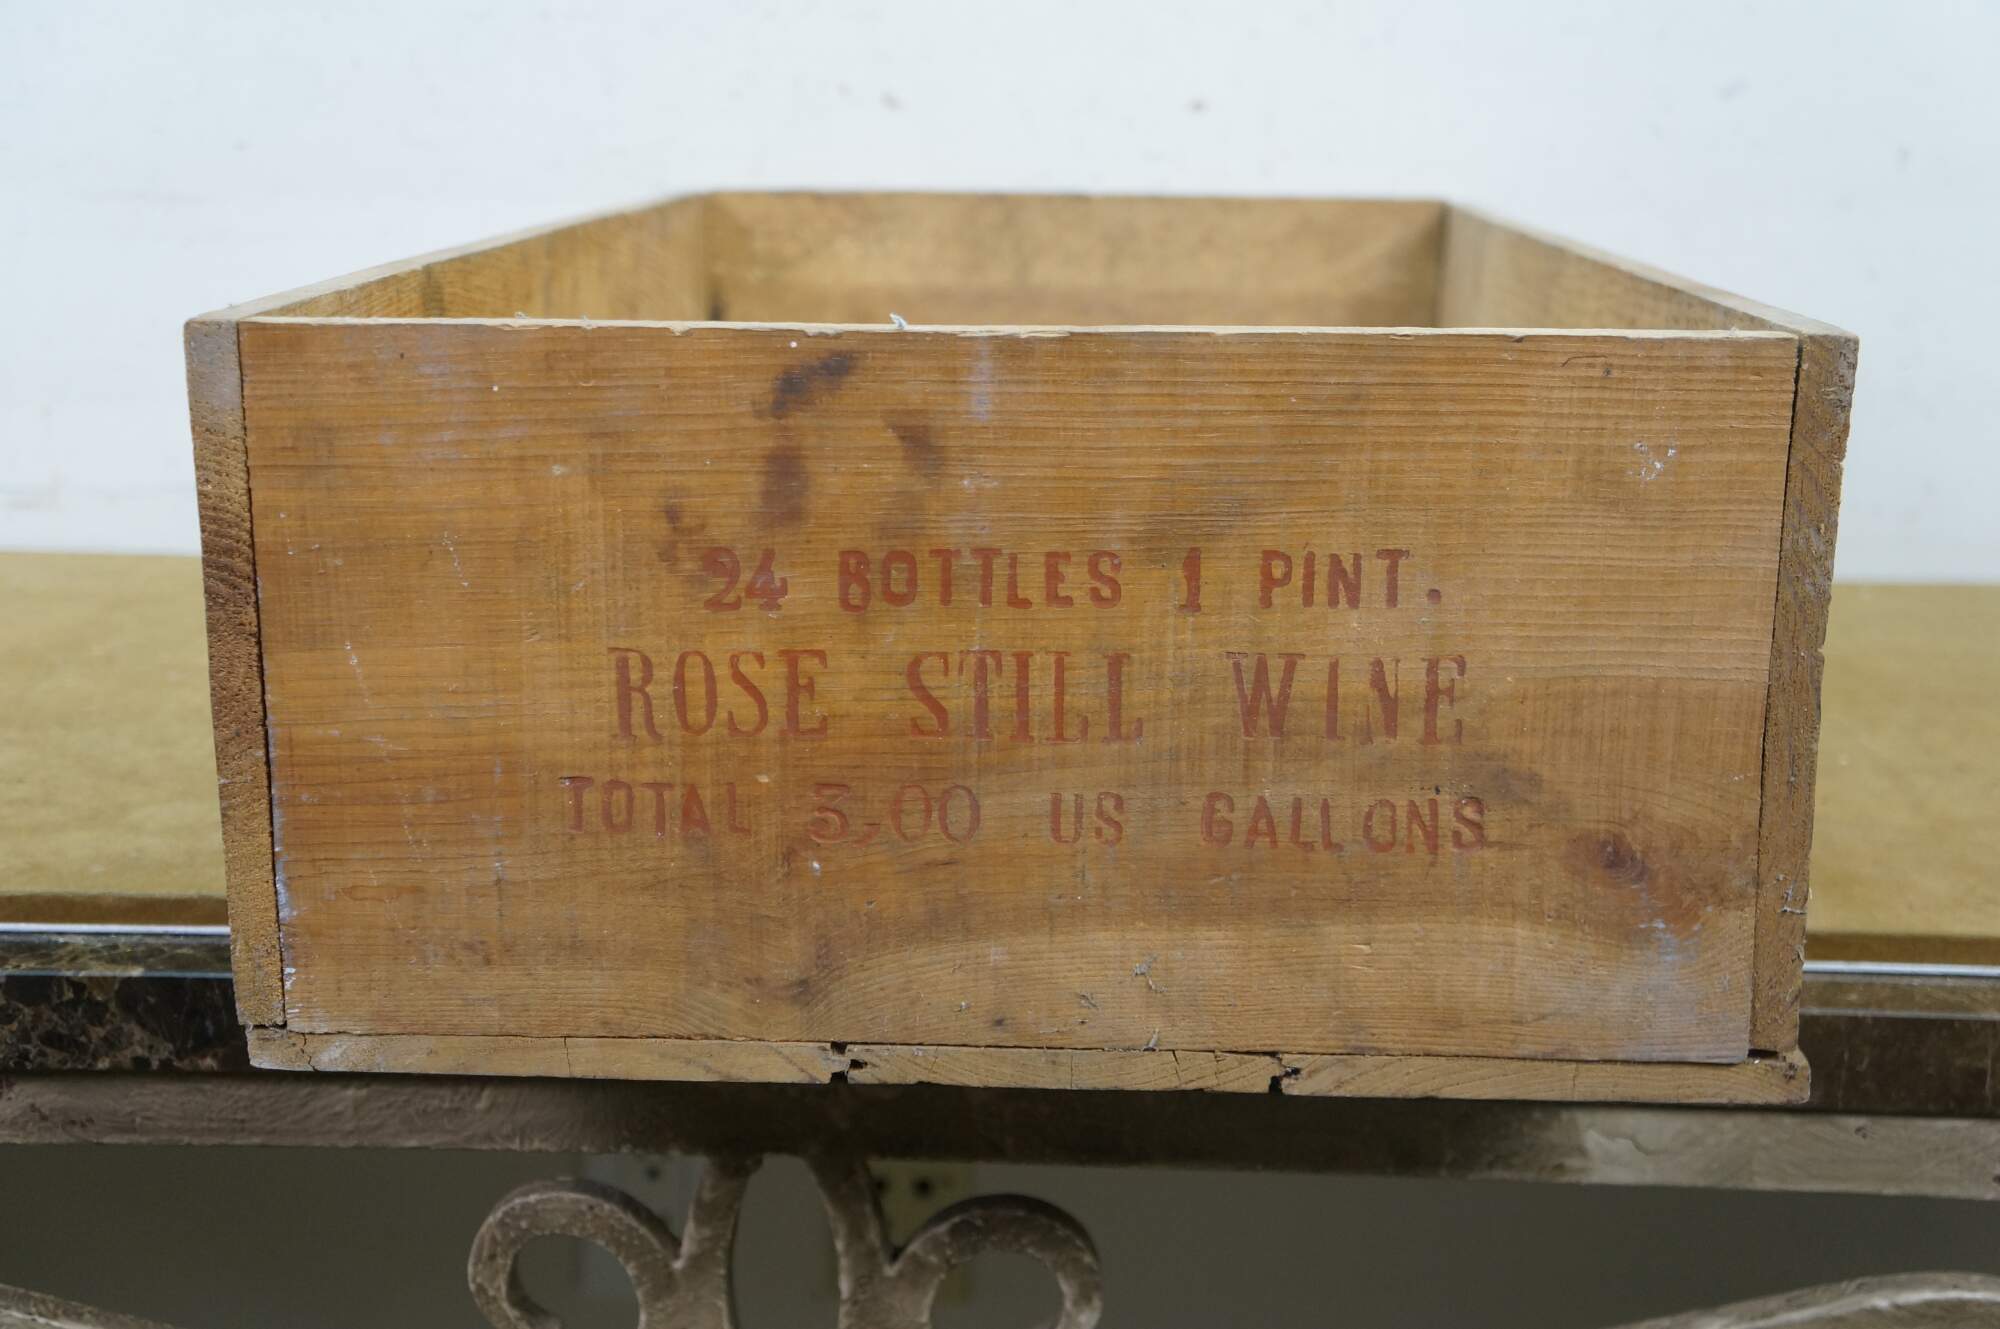 24 BOTTLES 1 PINT.
ROSE STILL WINE
TOTAL 3,00 US GALLONS